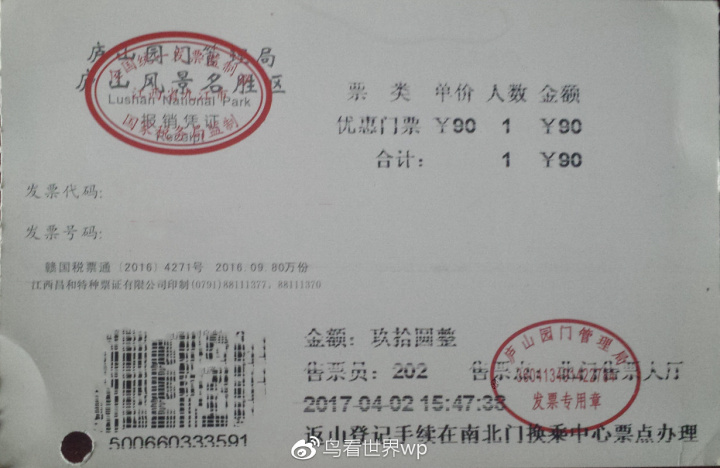 庐山园门管理局
庐山风景名胜区
Lushan National Park
报销凭证
国家税务局监制
票类 单价 人数 金额
优惠门票 ￥90 1 ￥90
合计: 1 ￥90
发票代码:
发票号码:
赣国税票通〔2016〕4271号 2016.09.80万份
江西昌和特种票证有限公司印制(0791)88111377、88111370
金额: 玖拾圆整
售票员: 202 售票点: 北门售票大厅
2017-04-02 15:47:33
返山登记手续在南北门换乘中心票点办理
庐山园门管理局
发票专用章
500660333591
鸟看世界wp